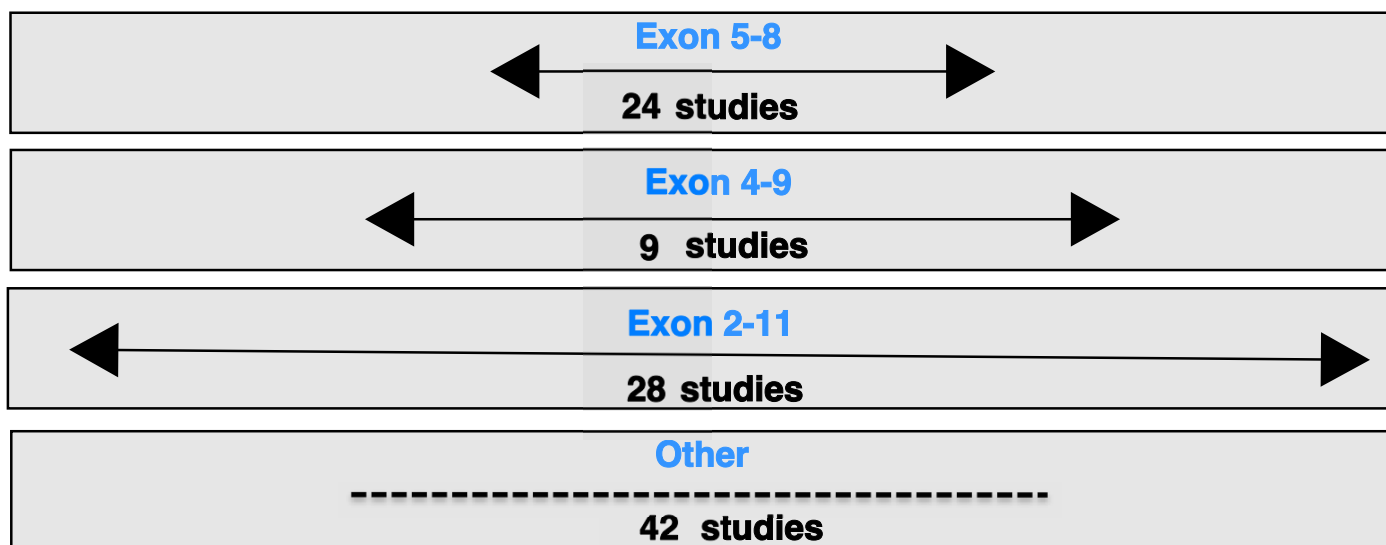 Exon 5-8
24 studies
Exon 4-9
9 studies
Exon 2-11
28 studies
Other
42 studies